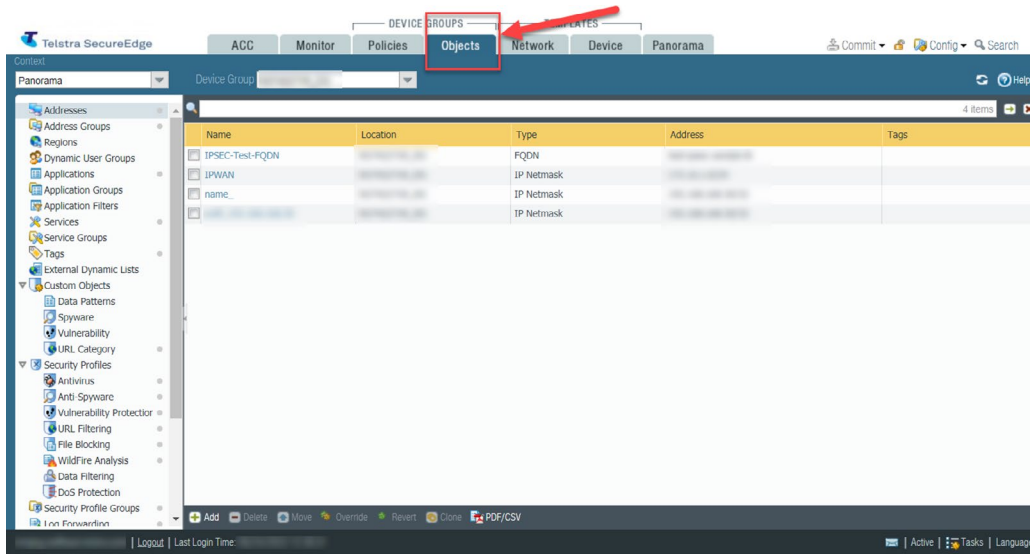 DEVICE GROUPS
Telstra SecureEdge
ACC Monitor Policies Objects Network Device Panorama
Commit Config Search
Context
Panorama
Device Group
Help
Addresses
4 items
Address Groups
Name Location Type Address Tags
Regions
IPSEC-Test-FQDN FQDN
Dynamic User Groups
Applications
IPWAN IP Netmask
Application Groups
name_ IP Netmask
Application Filters
IP Netmask
Services
Service Groups
Tags
External Dynamic Lists
Custom Objects
Data Patterns
Spyware
Vulnerability
URL Category
Security Profiles
Antivirus
Anti-Spyware
Vulnerability Protection
URL Filtering
File Blocking
WildFire Analysis
Data Filtering
DoS Protection
Security Profile Groups
Log Forwarding
Add Delete Move Override Revert Clone PDF/CSV
| Logout | Last Login Time:
| Active | Tasks | Language